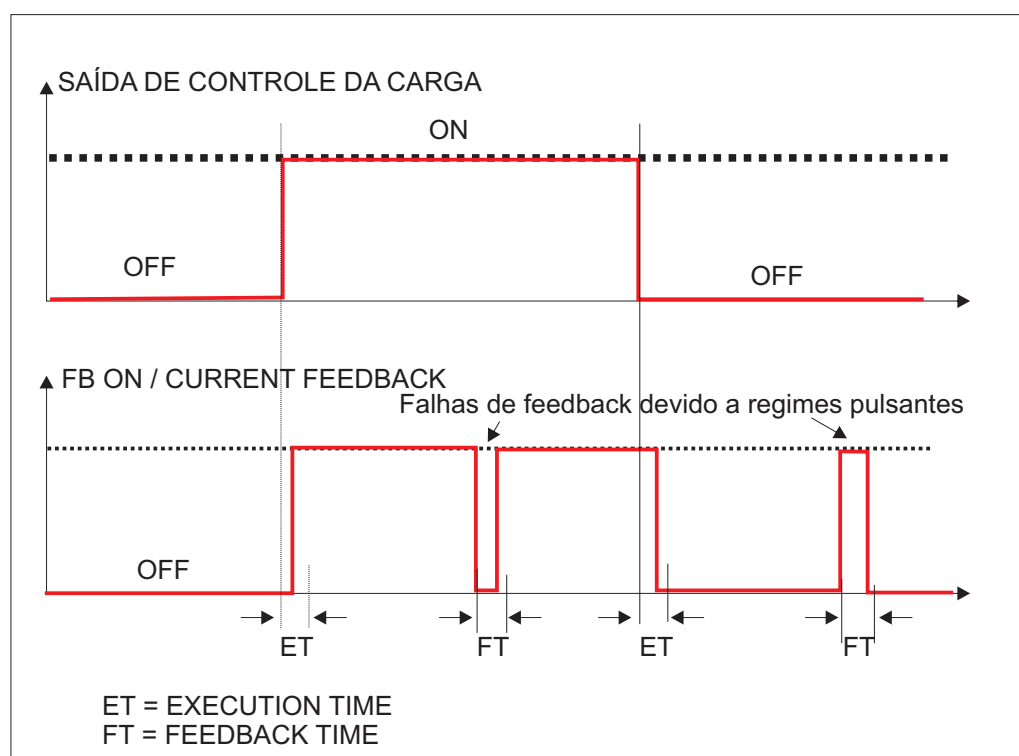 SAÍDA DE CONTROLE DA CARGA
ON
OFF
OFF
FB ON / CURRENT FEEDBACK
Falhas de feedback devido a regimes pulsantes
OFF
ET
FT
ET
FT
ET = EXECUTION TIME
FT = FEEDBACK TIME